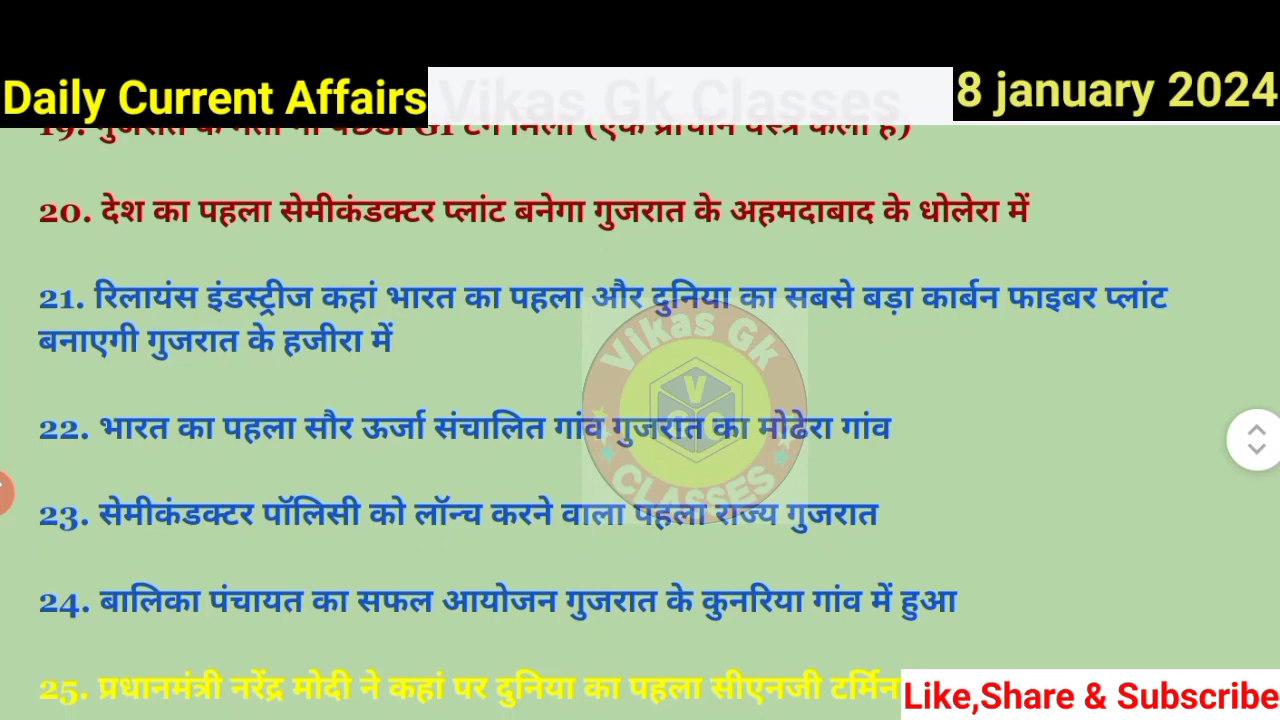 Daily Current Affairs
Vikas Gk Classes
8 january 2024
20. देश का पहला सेमीकंडक्टर प्लांट बनेगा गुजरात के अहमदाबाद के धोलेरा में
21. रिलायंस इंडस्ट्रीज कहां भारत का पहला और दुनिया का सबसे बड़ा कार्बन फाइबर प्लांट
बनाएगी गुजरात के हजीरा में
22. भारत का पहला सौर ऊर्जा संचालित गांव गुजरात का मोढेरा गांव
23. सेमीकंडक्टर पॉलिसी को लॉन्च करने वाला पहला राज्य गुजरात
24. बालिका पंचायत का सफल आयोजन गुजरात के कुनरिया गांव में हुआ
25. प्रधानमंत्री नरेंद्र मोदी ने कहां पर दुनिया का पहला सीएनजी
Like,Share & Subscribe
Vikas Gk
V
G C
CLASSES